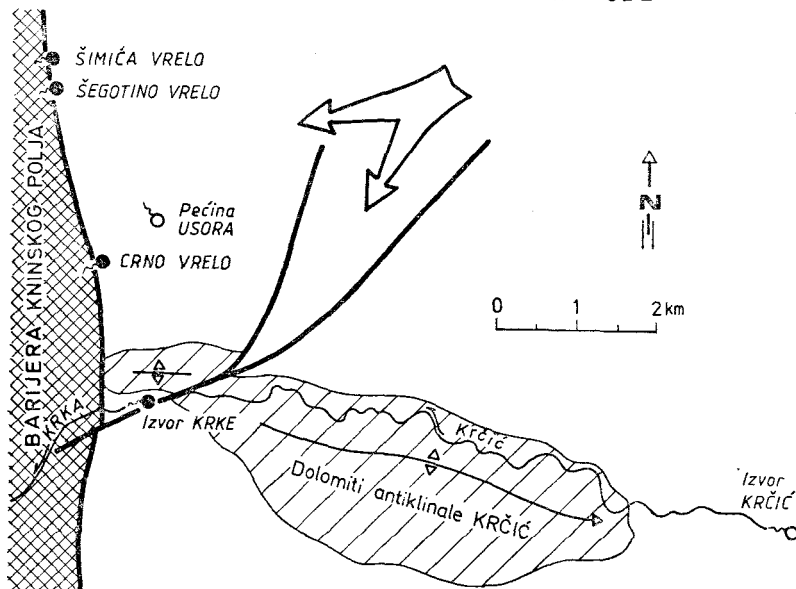 ŠIMIĆA VRELO
ŠEGOTINO VRELO
BARIJERA KNINSKOG POLJA
Pećina
USORA
N
CRNO VRELO
0 1 2 km
KRKA
Izvor KRKE
Krčić
Dolomiti antiklinale KRČIĆ
Izvor
KRČIĆ